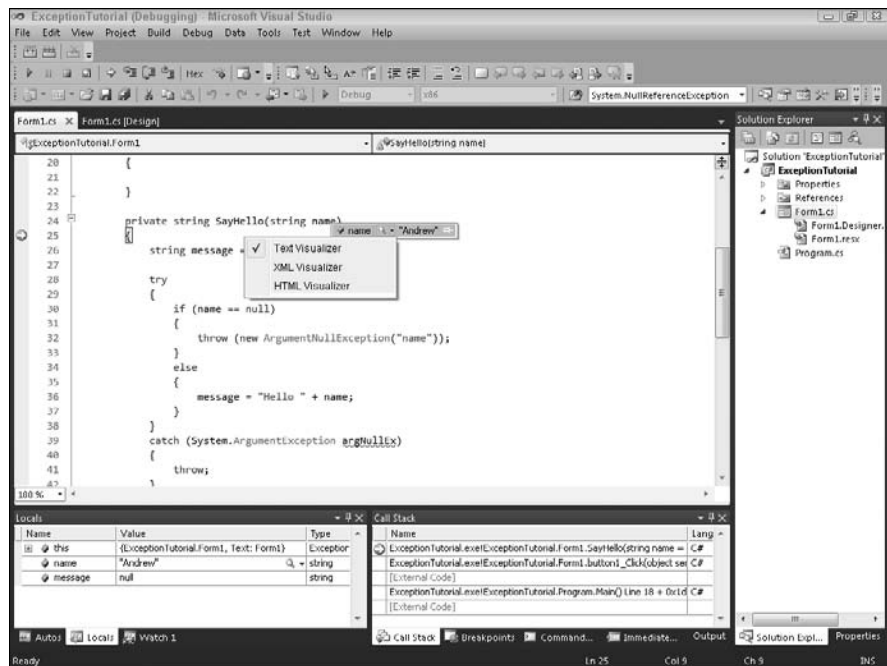 ExceptionTutorial (Debugging) - Microsoft Visual Studio
File Edit View Project Build Debug Data Tools Test Window Help
Hex
Debug x86 System.NullReferenceException
Form1.cs X Form1.cs [Design]
ExceptionTutorial.Form1 SayHello(string name)
20 {
21
22 }
23
24 private string SayHello(string name)
name "Andrew"
25 {
26 string message =
Text Visualizer
XML Visualizer
HTML Visualizer
27
28 try
29 {
30 if (name == null)
31 {
32 throw (new ArgumentNullException("name"));
33 }
34 else
35 {
36 message = "Hello " + name;
37 }
38 }
39 catch (System.ArgumentException argNullEx)
40 {
41 throw;
42 }
100 %
Solution Explorer
Solution 'ExceptionTutorial'
ExceptionTutorial
Properties
References
Form1.cs
Form1.Designer.
Form1.resx
Program.cs
Locals
Name Value Type
this {ExceptionTutorial.Form1, Text: Form1} Exception
name "Andrew" string
message null string
Autos Locals Watch 1
Call Stack
Name Lang
ExceptionTutorial.exe!ExceptionTutorial.Form1.SayHello(string name = C#
ExceptionTutorial.exe!ExceptionTutorial.Form1.button1_Click(object sen C#
[External Code]
ExceptionTutorial.exe!ExceptionTutorial.Program.Main() Line 18 + 0x1d C#
[External Code]
Call Stack Breakpoints Command... Immediate... Output
Solution Expl... Properties
Ready Ln 25 Col 9 Ch 9 INS